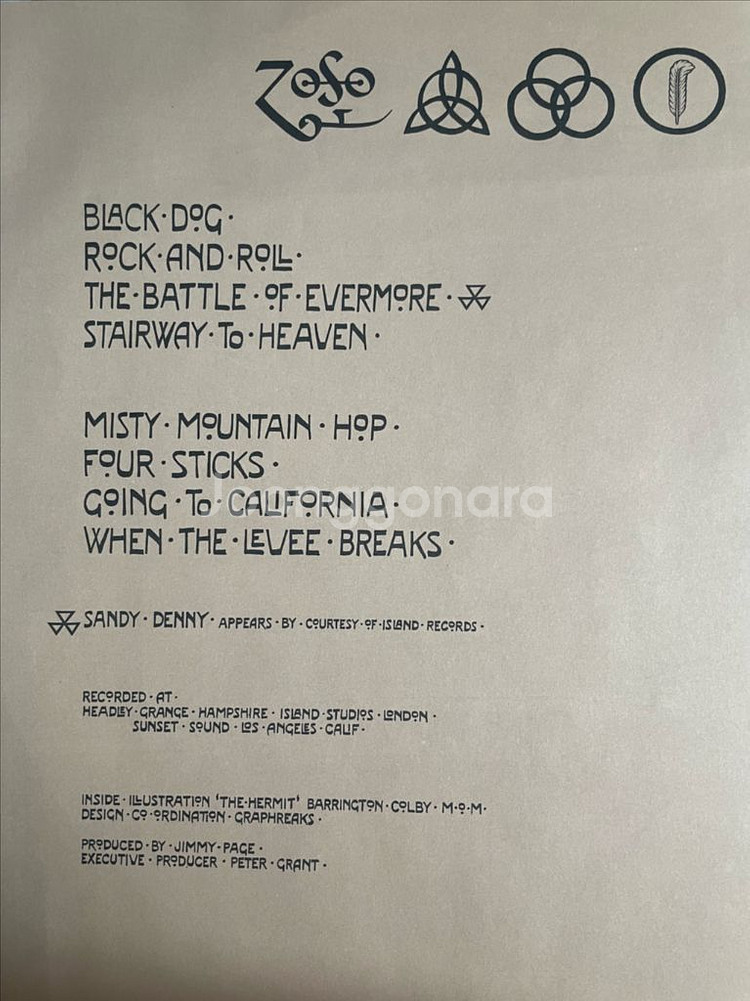 ZoSo
BLACK·DOG·
ROCK·AND·ROLL·
THE·BATTLE·OF·EVERMORE·
STAIRWAY·To·HEAVEN·
MISTY·MOUNTAIN·HOP·
FOUR·STICKS·
GOING·To·CALIFORNIA·
WHEN·THE·LEVEE·BREAKS·
Joonggonara
SANDY·DENNY·APPEARS·BY·COURTESY·OF·ISLAND·RECORDS·
RECORDED·AT·
HEADLEY·GRANGE·HAMPSHIRE·ISLAND·STUDIOS·LONDON·
SUNSET·SOUND·LOS·ANGELES·CALIF·
INSIDE·ILLUSTRATION 'THE·HERMIT' BARRINGTON·COLBY·M·O·M·
DESIGN·CO·ORDINATION·GRAPHREAKS·
PRODUCED·BY·JIMMY·PAGE·
EXECUTIVE·PRODUCER·PETER·GRANT·